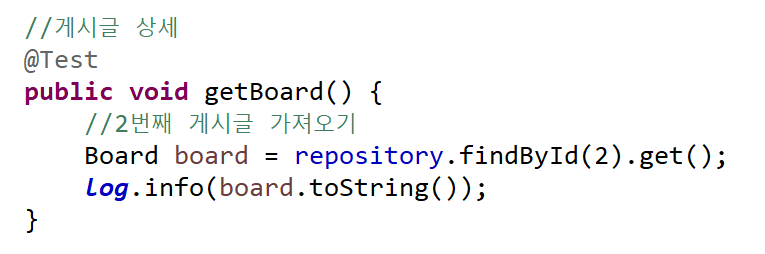 //게시글 상세
@Test
public void getBoard() {
    //2번째 게시글 가져오기
    Board board = repository.findById(2).get();
    log.info(board.toString());
}